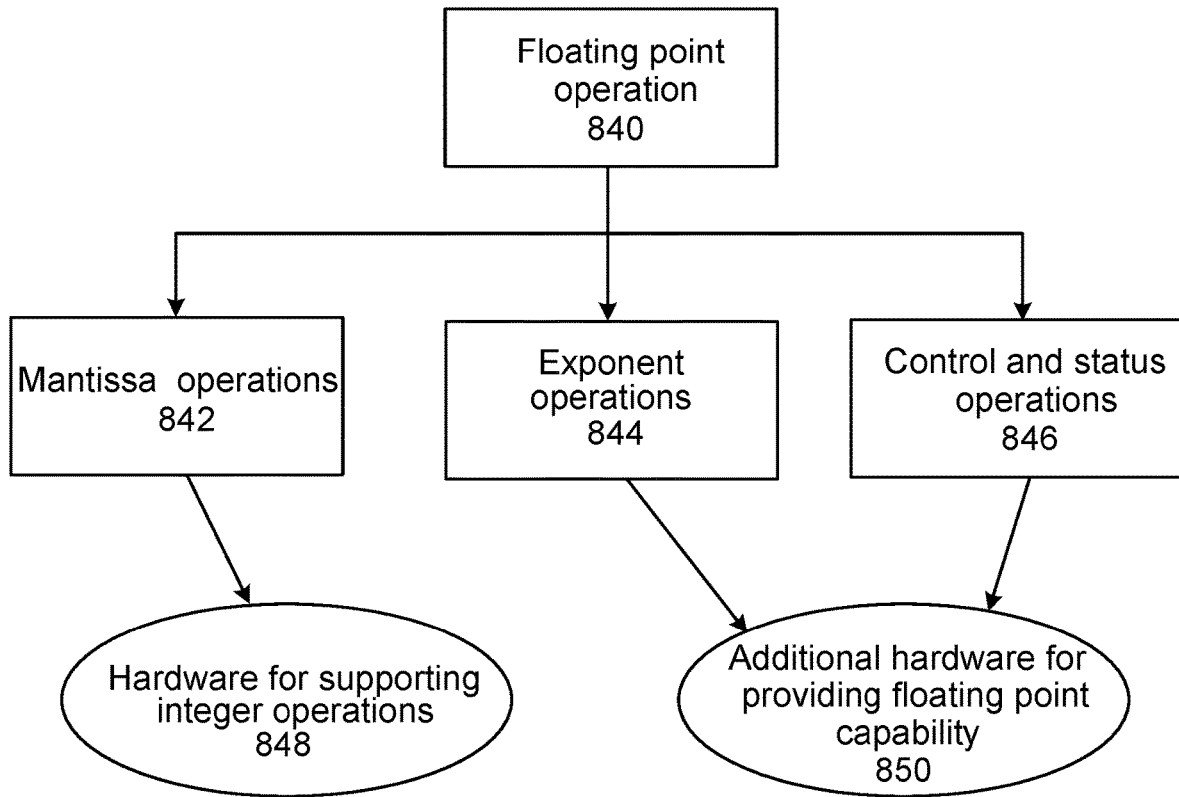 Floating point
operation
840
Mantissa operations
842
Exponent
operations
844
Control and status
operations
846
Hardware for supporting
integer operations
848
Additional hardware for
providing floating point
capability
850